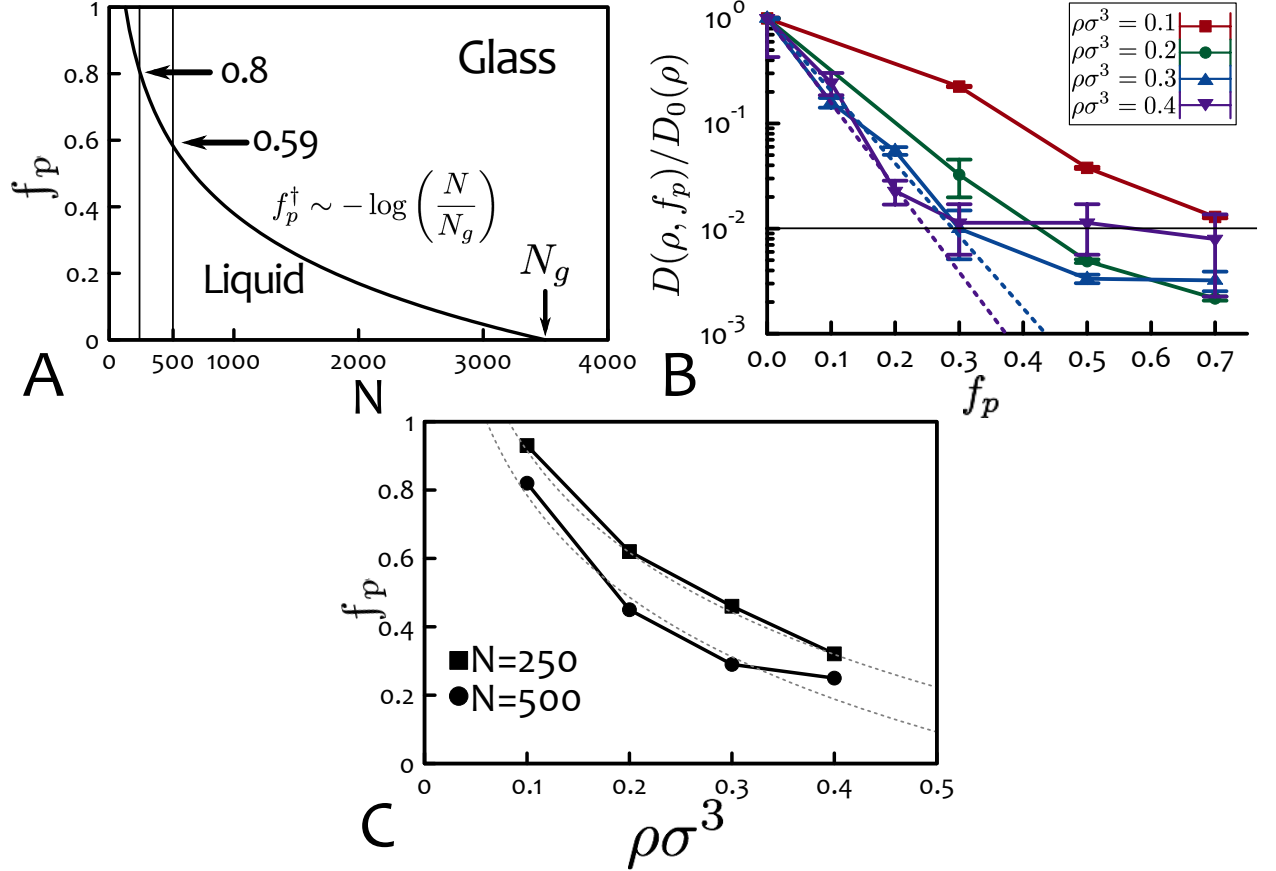 1
0.8
0.6
0.4
0.2
0
f_p
Glass
0.8
0.59
f_p^† ∼ − log (N / N_g)
Liquid
N_g
0 500 1000 2000 3000 4000
N
A
10^0
10^{-1}
10^{-2}
10^{-3}
D(ρ, f_p)/D_0(ρ)
ρσ^3 = 0.1
ρσ^3 = 0.2
ρσ^3 = 0.3
ρσ^3 = 0.4
0.0 0.1 0.2 0.3 0.4 0.5 0.6 0.7
f_p
B
1
0.8
0.6
0.4
0.2
0
f_p
N=250
N=500
0 0.1 0.2 0.3 0.4 0.5
ρσ^3
C